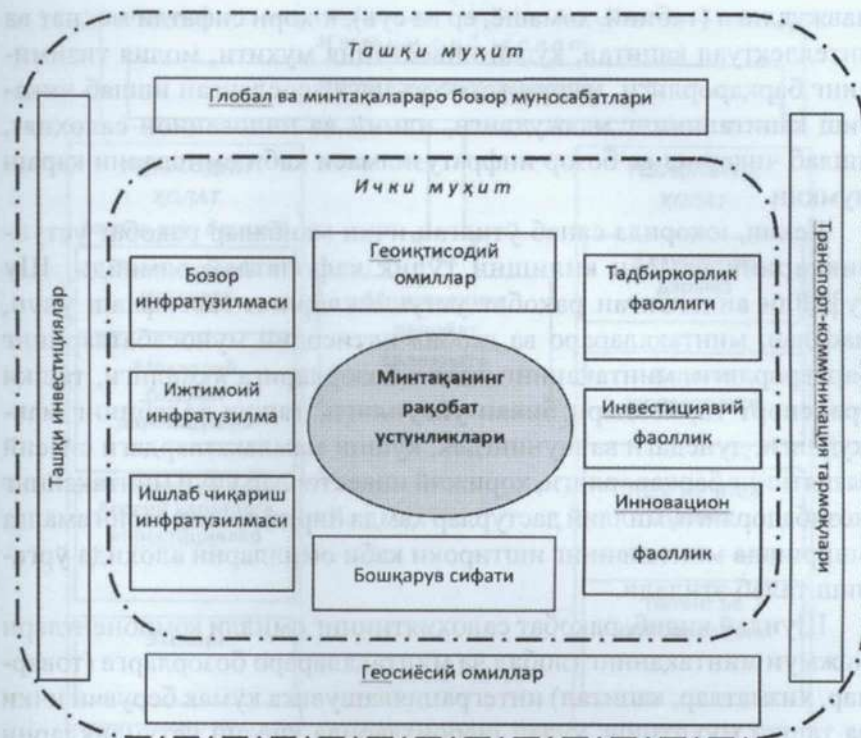 Ташқи муҳит
Глобал ва минтақалараро бозор муносабатлари
Ички муҳит
Ташқи инвестициялар
Бозор
инфратузилмаси
Геоиқтисодий
омиллар
Тадбиркорлик
фаоллиги
Ижтимоий
инфратузилма
Минтақанинг
рақобат
устунликлари
Инвестициявий
фаоллик
Ишлаб чиқариш
инфратузилмаси
Инновацион
фаоллик
Бошқарув сифати
Транспорт-коммуникация тармоқлари
Геосиёсий омиллар